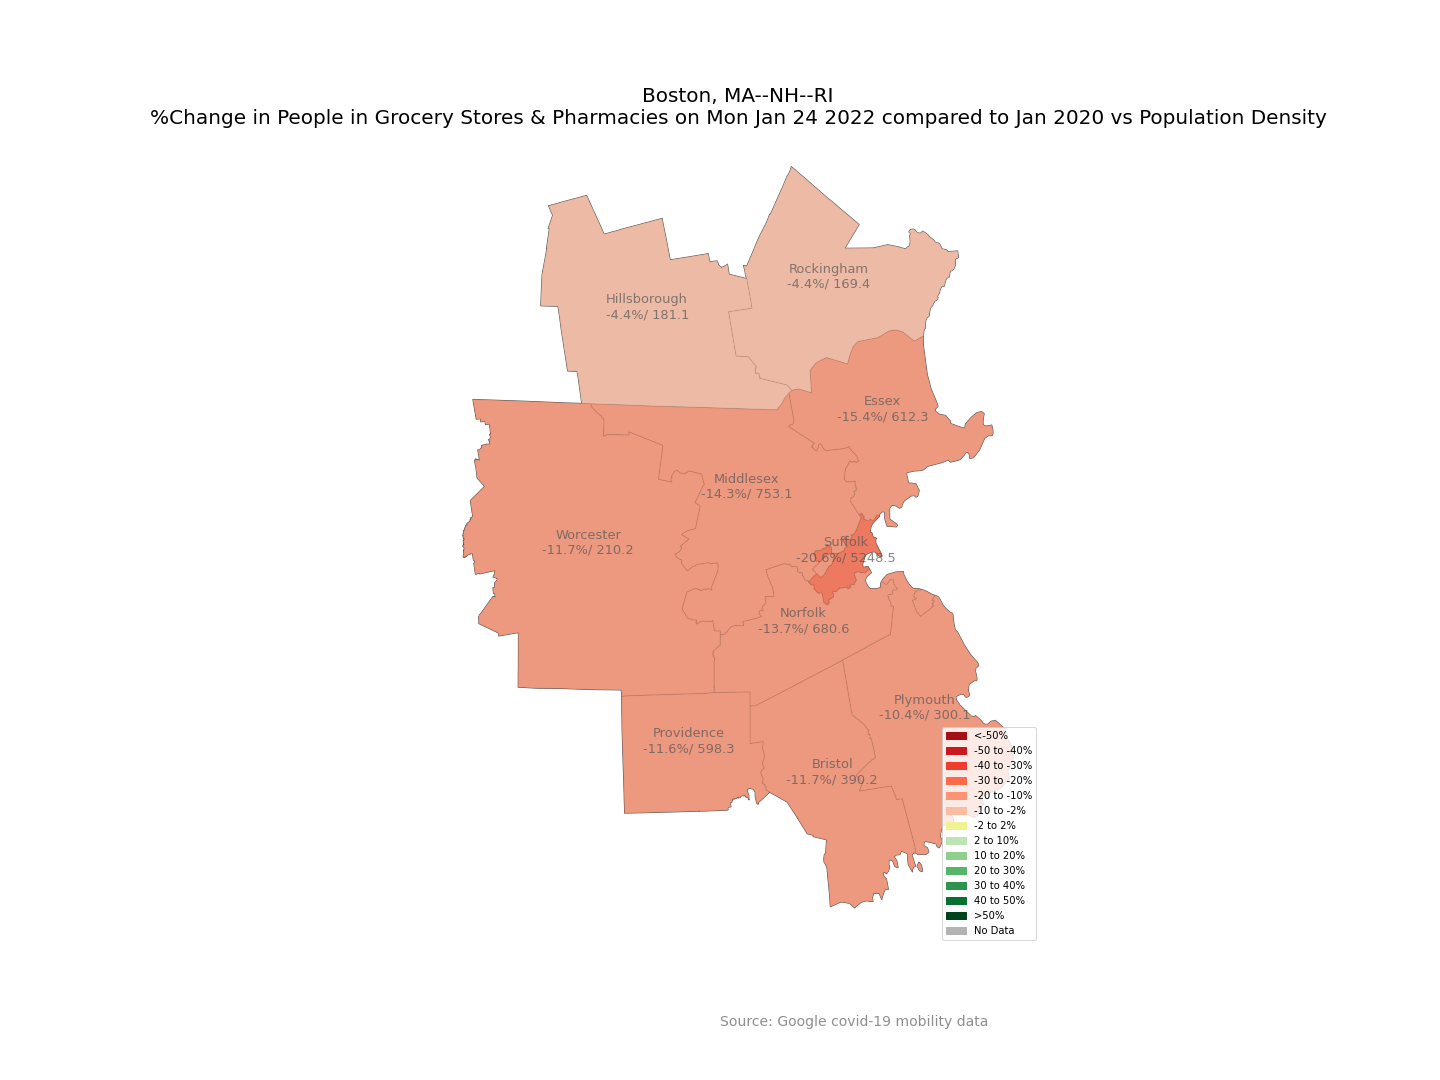 Boston, MA--NH--RI
%Change in People in Grocery Stores & Pharmacies on Mon Jan 24 2022 compared to Jan 2020 vs Population Density
Rockingham
-4.4%/ 169.4
Hillsborough
-4.4%/ 181.1
Essex
-15.4%/ 612.3
Middlesex
-14.3%/ 753.1
Worcester
-11.7%/ 210.2
Suffolk
-20.6%/ 5248.5
Norfolk
-13.7%/ 680.6
Plymouth
-10.4%/ 300.1
Providence
-11.6%/ 598.3
Bristol
-11.7%/ 390.2
<-50%
-50 to -40%
-40 to -30%
-30 to -20%
-20 to -10%
-10 to -2%
-2 to 2%
2 to 10%
10 to 20%
20 to 30%
30 to 40%
40 to 50%
>50%
No Data
Source: Google covid-19 mobility data